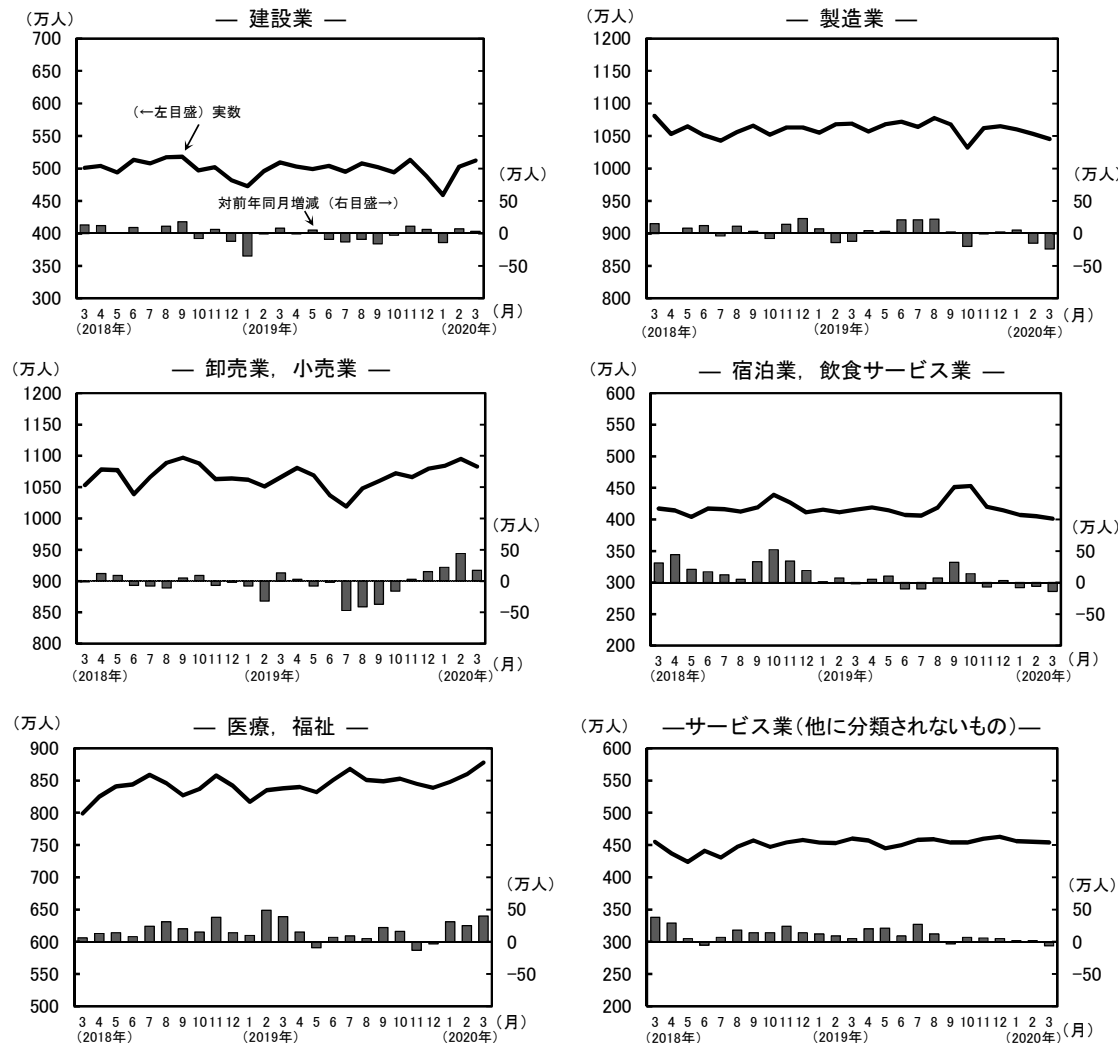 — 建設業 —
(万人)
700
650
600
550
500
450
400
350
300
(←左目盛) 実数
対前年同月増減 (右目盛→)
(万人)
50
0
−50
3 4 5 6 7 8 9 10 11 12 1 2 3 4 5 6 7 8 9 10 11 12 1 2 3 (月)
(2018年) (2019年) (2020年)
— 製造業 —
(万人)
1200
1150
1100
1050
1000
950
900
850
800
(万人)
50
0
−50
3 4 5 6 7 8 9 10 11 12 1 2 3 4 5 6 7 8 9 10 11 12 1 2 3 (月)
(2018年) (2019年) (2020年)
— 卸売業, 小売業 —
(万人)
1200
1150
1100
1050
1000
950
900
850
800
(万人)
50
0
−50
3 4 5 6 7 8 9 10 11 12 1 2 3 4 5 6 7 8 9 10 11 12 1 2 3 (月)
(2018年) (2019年) (2020年)
— 宿泊業, 飲食サービス業 —
(万人)
600
550
500
450
400
350
300
250
200
(万人)
50
0
−50
3 4 5 6 7 8 9 10 11 12 1 2 3 4 5 6 7 8 9 10 11 12 1 2 3 (月)
(2018年) (2019年) (2020年)
— 医療, 福祉 —
(万人)
900
850
800
750
700
650
600
550
500
(万人)
50
0
−50
3 4 5 6 7 8 9 10 11 12 1 2 3 4 5 6 7 8 9 10 11 12 1 2 3 (月)
(2018年) (2019年) (2020年)
—サービス業(他に分類されないもの)—
(万人)
600
550
500
450
400
350
300
250
200
(万人)
50
0
−50
3 4 5 6 7 8 9 10 11 12 1 2 3 4 5 6 7 8 9 10 11 12 1 2 3 (月)
(2018年) (2019年) (2020年)